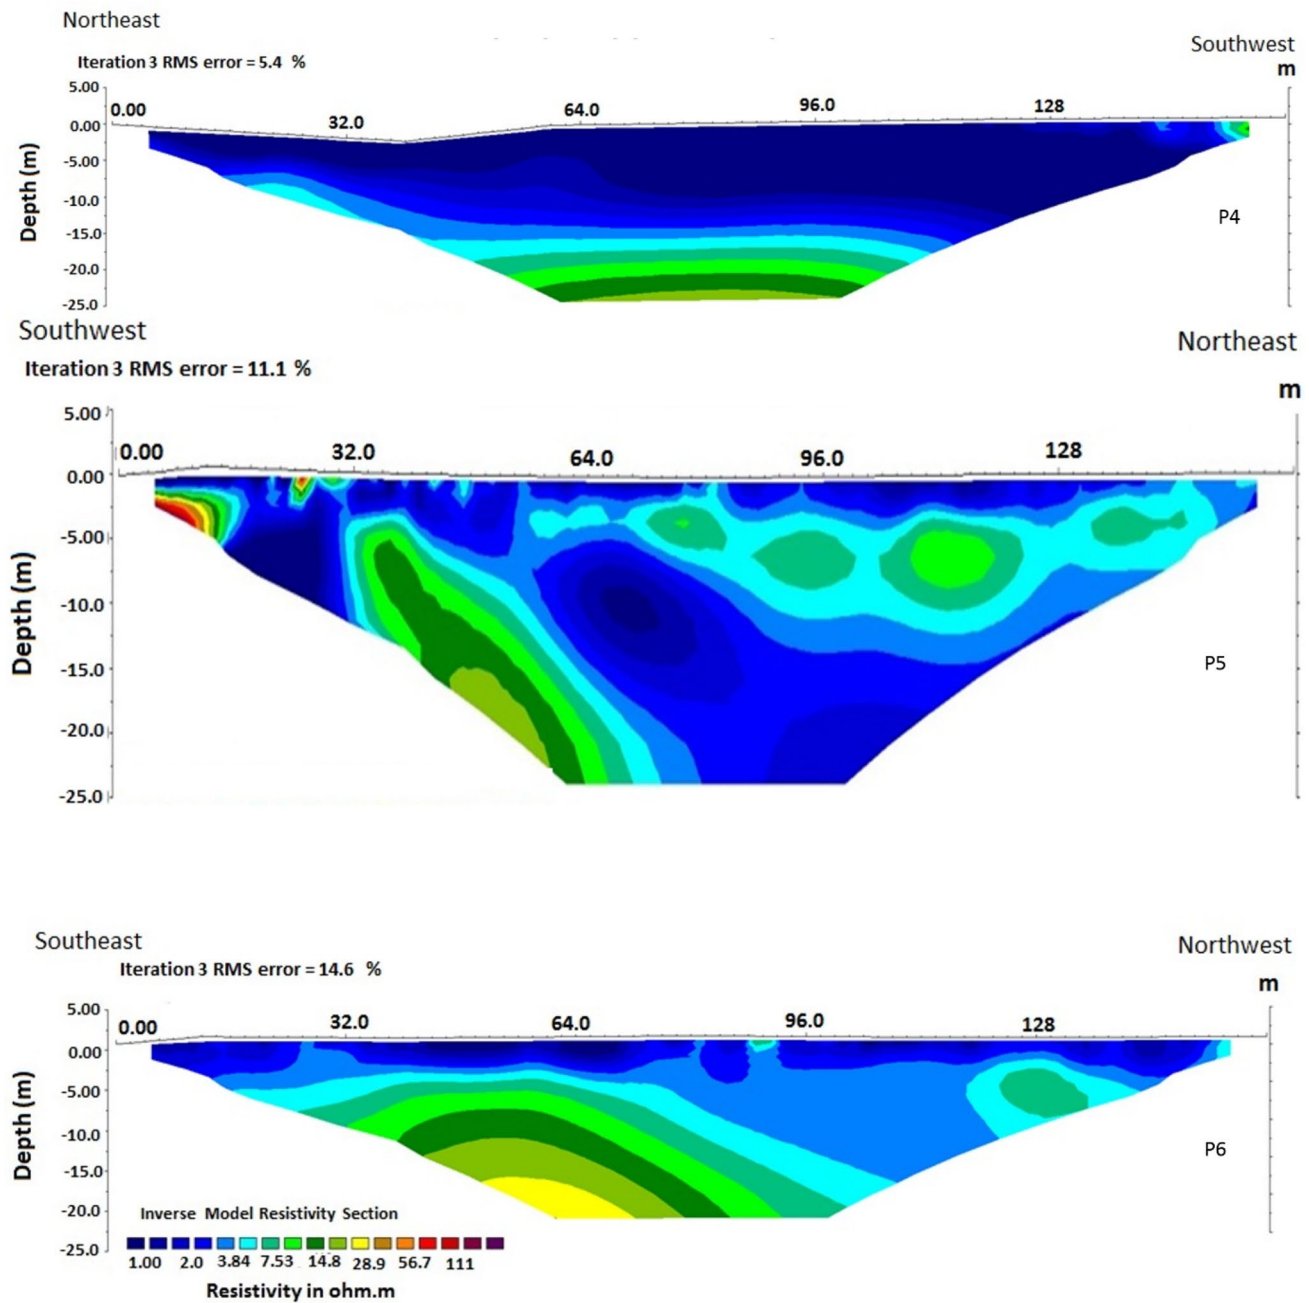 Northeast
Southwest
Iteration 3 RMS error = 5.4 %
m
5.00
0.00 32.0 64.0 96.0 128
0.00
-5.00
-10.0
-15.0
-20.0
-25.0
Depth (m)
P4
Southwest
Northeast
Iteration 3 RMS error = 11.1 %
m
5.00
0.00 32.0 64.0 96.0 128
0.00
-5.00
-10.0
-15.0
-20.0
-25.0
Depth (m)
P5
Southeast
Northwest
Iteration 3 RMS error = 14.6 %
m
5.00
0.00 32.0 64.0 96.0 128
0.00
-5.00
-10.0
-15.0
-20.0
-25.0
Depth (m)
P6
Inverse Model Resistivity Section
1.00 2.0 3.84 7.53 14.8 28.9 56.7 111
Resistivity in ohm.m